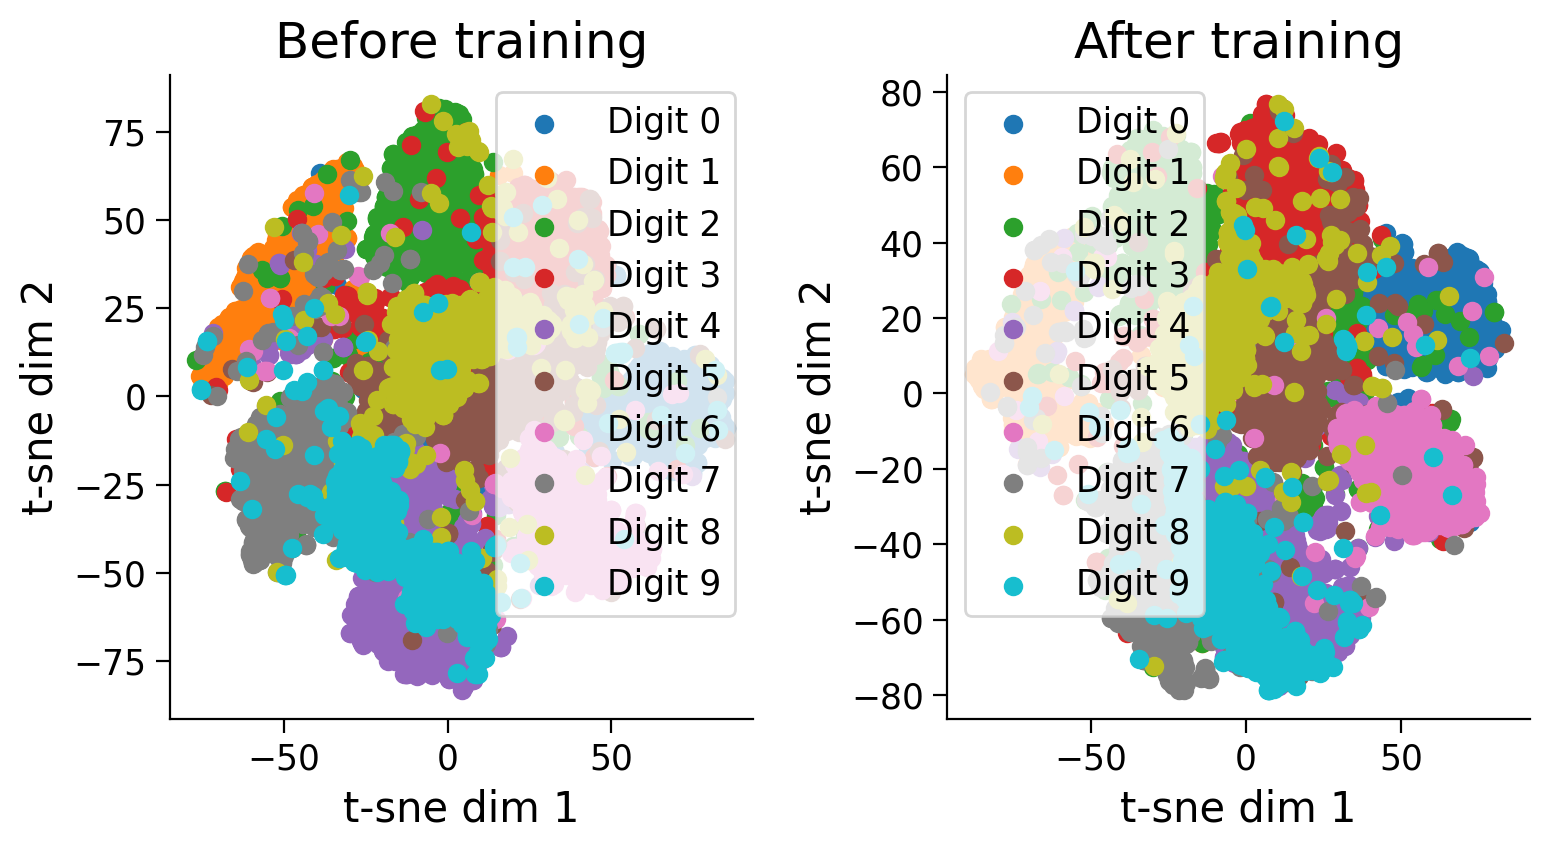 Before training
t-sne dim 2
75
50
25
0
−25
−50
−75
−50
0
50
t-sne dim 1
Digit 0
Digit 1
Digit 2
Digit 3
Digit 4
Digit 5
Digit 6
Digit 7
Digit 8
Digit 9
After training
t-sne dim 2
80
60
40
20
0
−20
−40
−60
−80
−50
0
50
t-sne dim 1
Digit 0
Digit 1
Digit 2
Digit 3
Digit 4
Digit 5
Digit 6
Digit 7
Digit 8
Digit 9